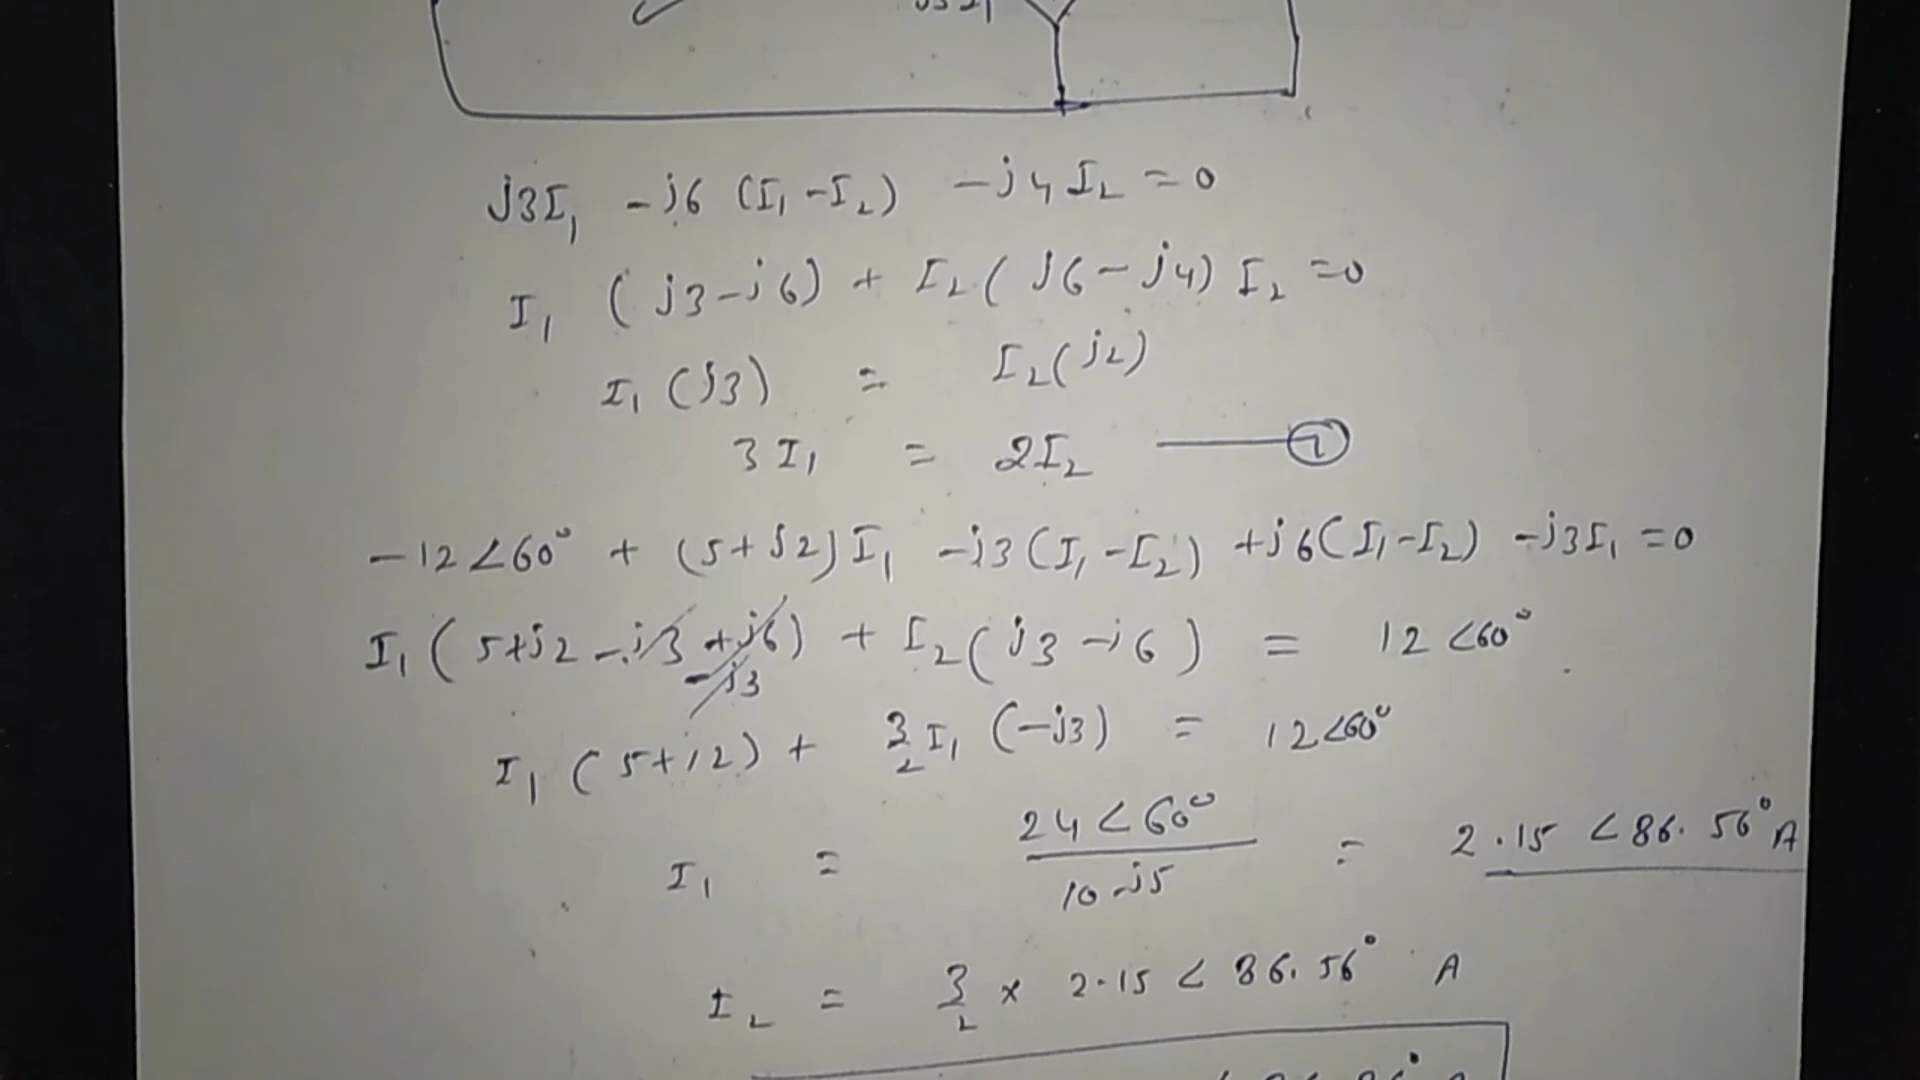 j3I₁ - j6 (I₁ - I₂) - j4 I₂ = 0
I₁ (j3 - j6) + I₂ (j6 - j4) I₂ = 0
I₁ (j3) = I₂ (j2)
3 I₁ = 2I₂ ——— ①
-12∠60° + (5+j2) I₁ - j3 (I₁ - I₂) + j6 (I₁ - I₂) - j3I₁ = 0
I₁ (5+j2 - j3 + j6 - j3) + I₂ (j3 - j6) = 12∠60°
I₁ (5+j2) + 3/2 I₁ (-j3) = 12∠60°
I₁ = 24∠60° / 10-j5 = 2.15 ∠86.56° A
I₂ = 3/2 × 2.15 ∠86.56° A